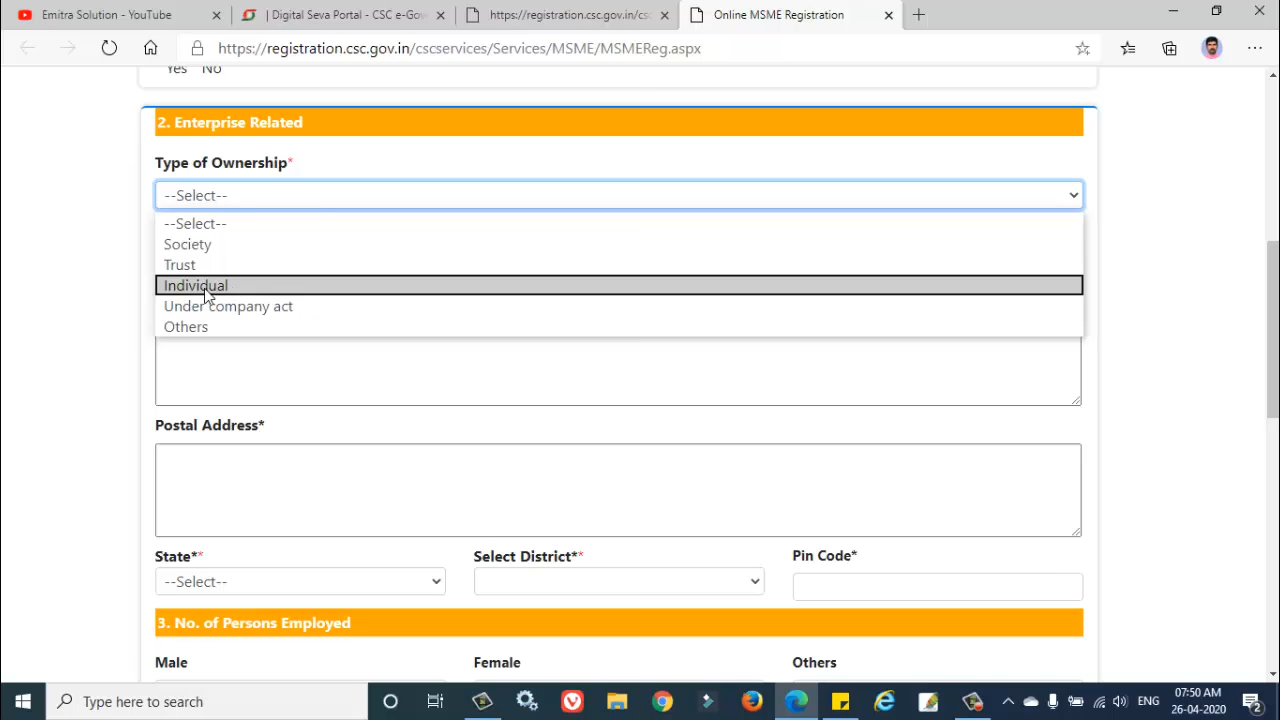 Emitra Solution - YouTube
| Digital Seva Portal - CSC e-Gov
https://registration.csc.gov.in/csc
Online MSME Registration
https://registration.csc.gov.in/cscservices/Services/MSME/MSMEReg.aspx
Yes No
2. Enterprise Related
Type of Ownership*
--Select--
--Select--
Society
Trust
Individual
Under company act
Others
Postal Address*
State** Select District** Pin Code*
--Select--
3. No. of Persons Employed
Male Female Others
Type here to search
ENG
07:50 AM
26-04-2020
2